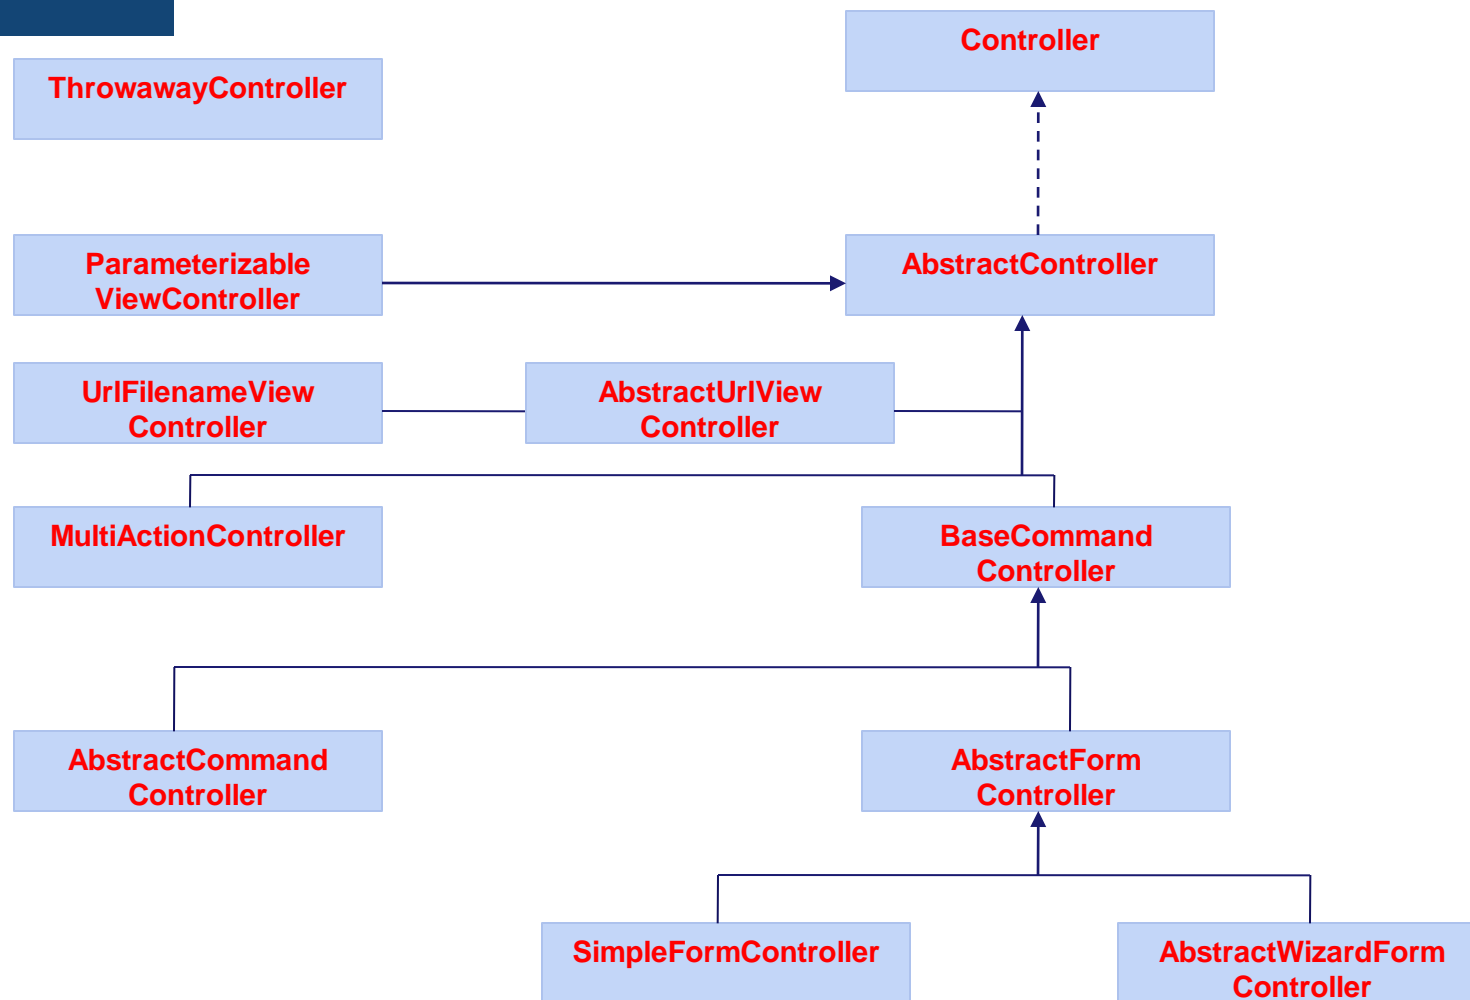 Controller
ThrowawayController
Parameterizable
ViewController
AbstractController
UrlFilenameView
Controller
AbstractUrlView
Controller
MultiActionController
BaseCommand
Controller
AbstractCommand
Controller
AbstractForm
Controller
SimpleFormController
AbstractWizardForm
Controller